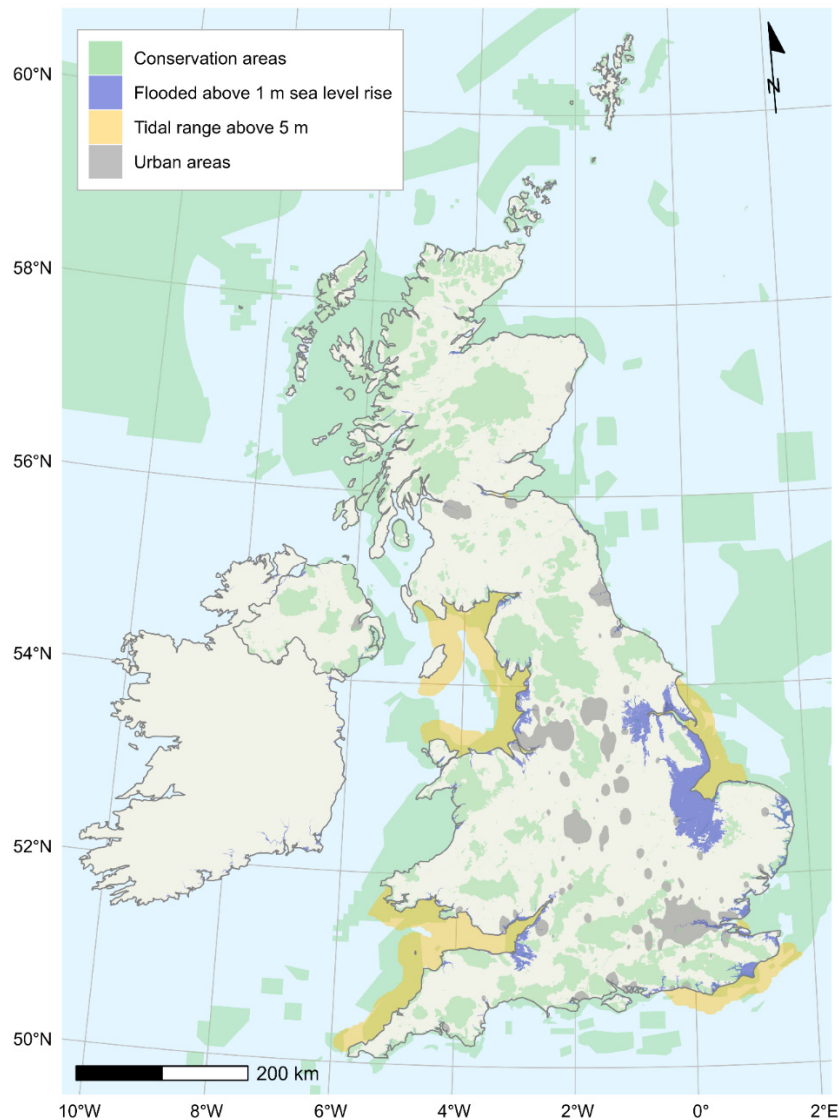 Conservation areas
Flooded above 1 m sea level rise
Tidal range above 5 m
Urban areas
N
60°N
58°N
56°N
54°N
52°N
50°N
200 km
10°W
8°W
6°W
4°W
2°W
0°
2°E